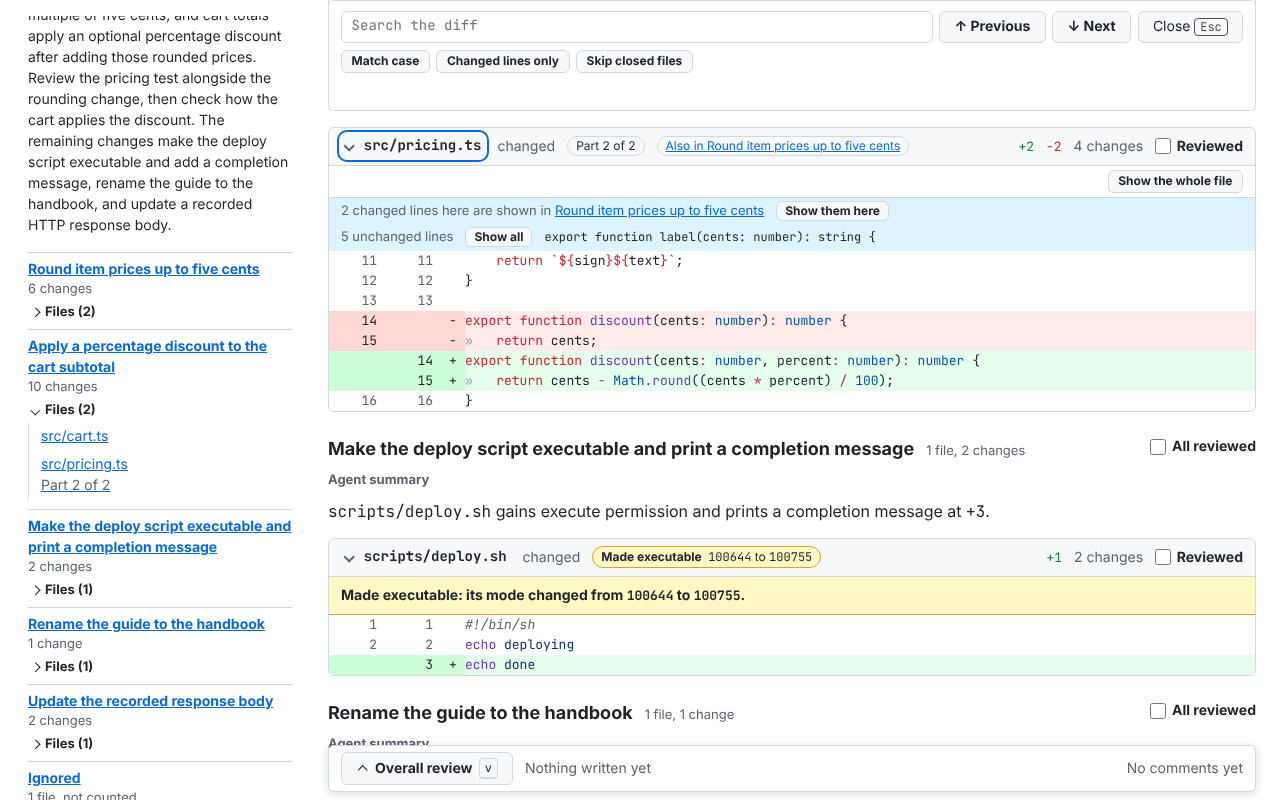 multiple of five cents, and cart totals
apply an optional percentage discount
after adding those rounded prices.
Review the pricing test alongside the
rounding change, then check how the
cart applies the discount. The
remaining changes make the deploy
script executable and add a completion
message, rename the guide to the
handbook, and update a recorded
HTTP response body.
Round item prices up to five cents
6 changes
Files (2)
Apply a percentage discount to the
cart subtotal
10 changes
Files (2)
src/cart.ts
src/pricing.ts
Part 2 of 2
Make the deploy script executable and
print a completion message
2 changes
Files (1)
Rename the guide to the handbook
1 change
Files (1)
Update the recorded response body
2 changes
Files (1)
Ignored
1 file, not counted
Search the diff
↑ Previous
↓ Next
Close Esc
Match case
Changed lines only
Skip closed files
src/pricing.ts changed Part 2 of 2 Also in Round item prices up to five cents +2 -2 4 changes Reviewed
Show the whole file
2 changed lines here are shown in Round item prices up to five cents Show them here
5 unchanged lines Show all export function label(cents: number): string {
11 11 return `${sign}${text}`;
12 12 }
13 13
14 - export function discount(cents: number): number {
15 - » return cents;
14 + export function discount(cents: number, percent: number): number {
15 + » return cents - Math.round((cents * percent) / 100);
16 16 }
Make the deploy script executable and print a completion message 1 file, 2 changes All reviewed
Agent summary
scripts/deploy.sh gains execute permission and prints a completion message at +3.
scripts/deploy.sh changed Made executable 100644 to 100755 +1 2 changes Reviewed
Made executable: its mode changed from 100644 to 100755.
1 1 #!/bin/sh
2 2 echo deploying
3 + echo done
Rename the guide to the handbook 1 file, 1 change All reviewed
Agent summary
Overall review v Nothing written yet No comments yet